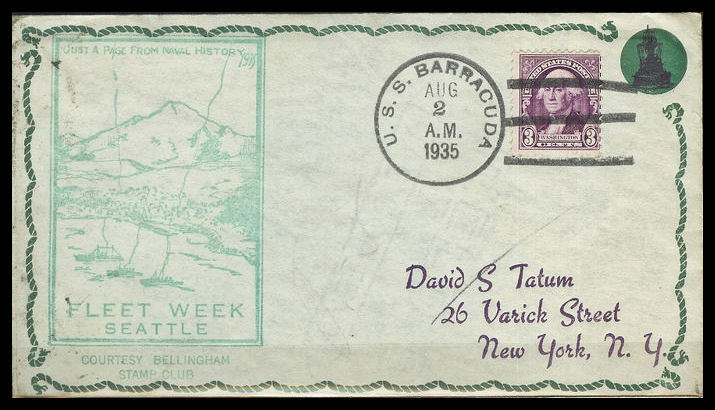 JUST A PAGE FROM NAVAL HISTORY
FLEET WEEK
SEATTLE
COURTESY BELLINGHAM
STAMP CLUB
U. S. S. BARRACUDA
AUG
2
A.M.
1935
UNITED STATES POSTAGE
WASHINGTON
3 3
David S Tatum
26 Varick Street
New York, N. Y.